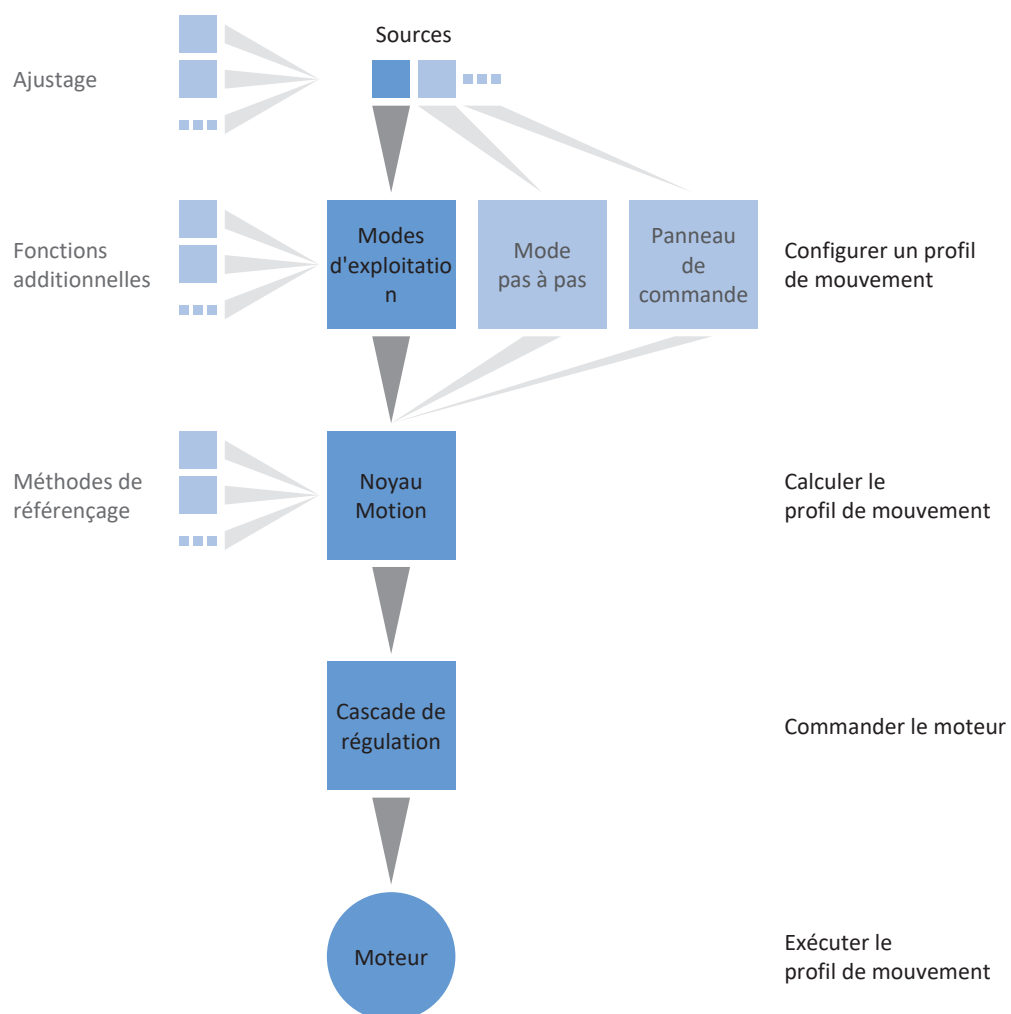 Sources
Ajustage
Fonctions
additionnelles
Modes
d'exploitatio
n
Mode
pas à pas
Panneau
de
commande
Configurer un profil
de mouvement
Méthodes de
référençage
Noyau
Motion
Calculer le
profil de mouvement
Cascade de
régulation
Commander le moteur
Moteur
Exécuter le
profil de mouvement